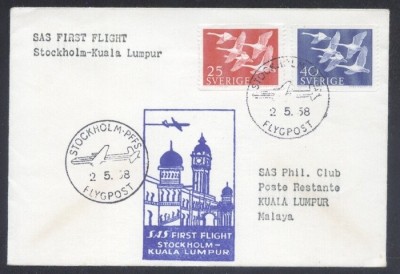 SAS FIRST FLIGHT
Stockholm-Kuala Lumpur
25
SVERIGE
40
SVERIGE
2 5.58
FLYGPOST
STOCKHOLM·PFFS
2 5. 58
FLYGPOST
SAS FIRST FLIGHT
STOCKHOLM-
KUALA LUMPUR
SAS Phil. Club
Poste Restante
KUALA LUMPUR
Malaya